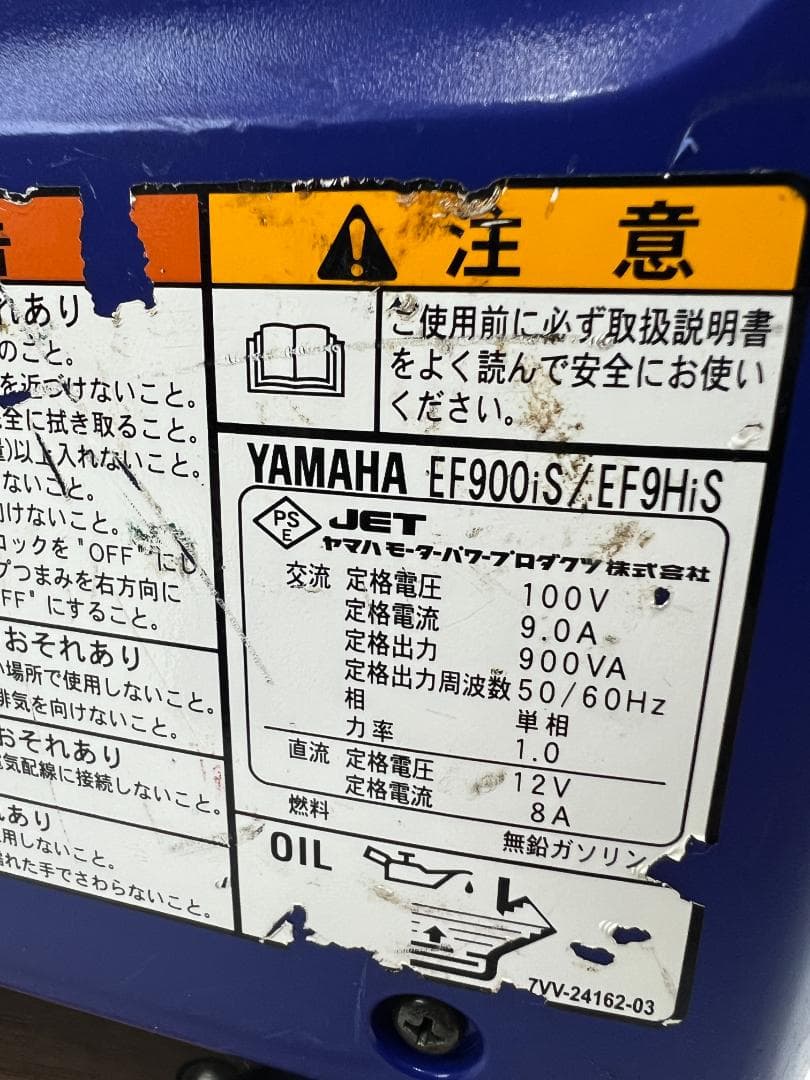 れあり
のこと。
を近づけないこと。
全に拭き取ること。
)以上入れないこと。
ないこと。
向けないこと。
コックを"OFF"にし
プつまみを右方向に
FF"にすること。
おそれあり
い場所で使用しないこと。
排気を向けないこと。
おそれあり
電気配線に接続しないこと。
れあり
使用しないこと。
濡れた手でさわらないこと。
注 意
ご使用前に必ず取扱説明書
をよく読んで安全にお使い
ください。
YAMAHA EF900iS/EF9HiS
PS
E
JET
ヤマハ モーターパワープロダクツ株式会社
交流 定格電圧 100V
定格電流 9.0A
定格出力 900VA
定格出力周波数 50/60Hz
相 単相
力率 1.0
直流 定格電圧 12V
定格電流 8A
燃料 無鉛ガソリン
OIL
7VV-24162-03